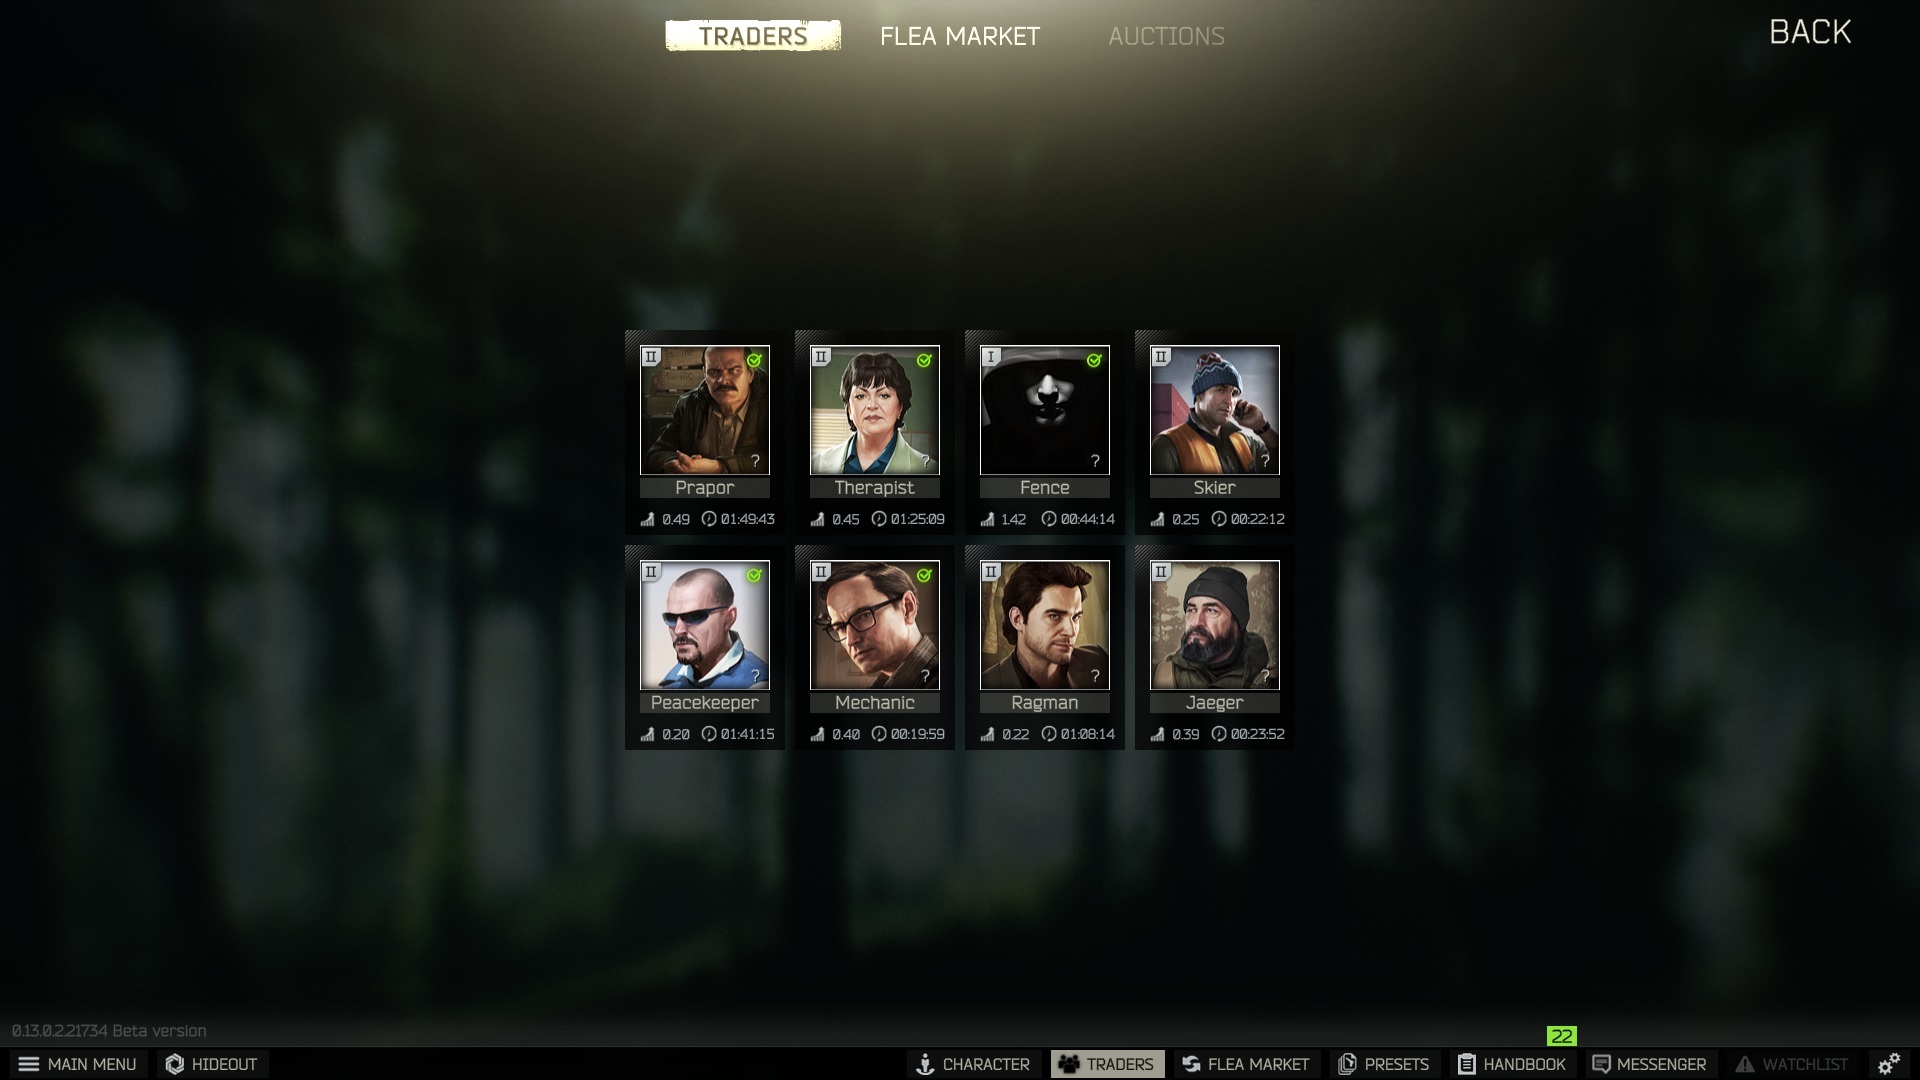 TRADERS FLEA MARKET AUCTIONS BACK
II II I II
? ? ? ?
Prapor Therapist Fence Skier
0.49 01:49:43 0.45 01:25:09 1.42 00:44:14 0.25 00:22:12
II II II II
? ? ? ?
Peacekeeper Mechanic Ragman Jaeger
0.20 01:41:15 0.40 00:19:59 0.22 01:08:14 0.39 00:23:52
0.13.0.2.21734 Beta version
22
MAIN MENU HIDEOUT CHARACTER TRADERS FLEA MARKET PRESETS HANDBOOK MESSENGER WATCHLIST